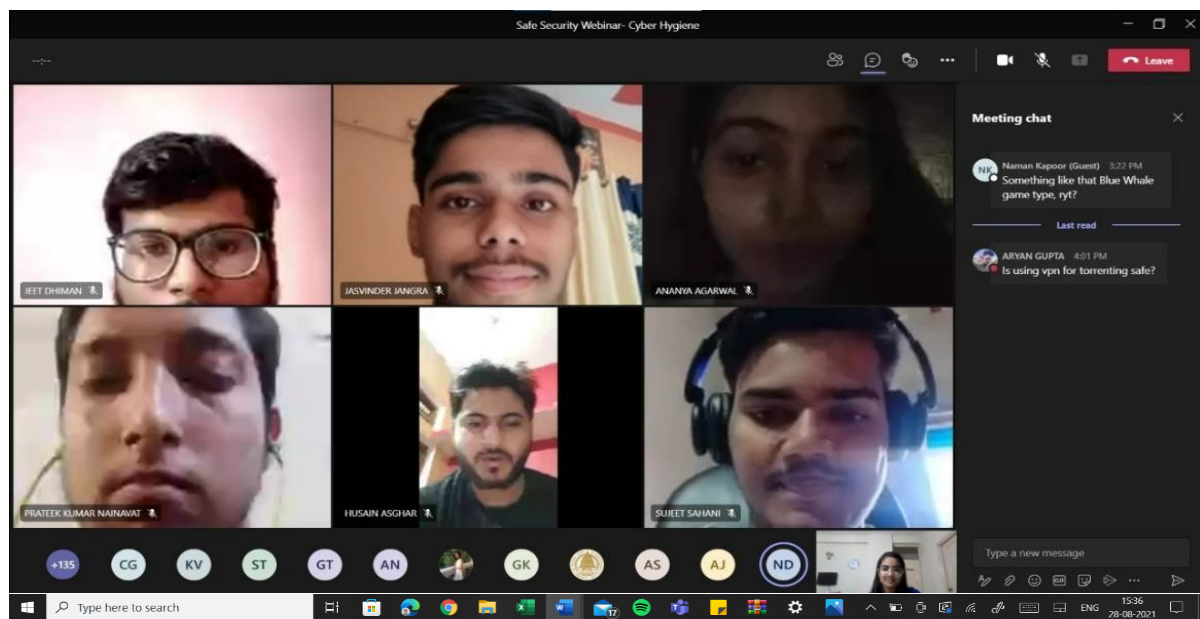 Safe Security Webinar- Cyber Hygiene
--:--
Leave
JEET DHIMAN
JASVINDER JANGRA
ANANYA AGARWAL
PRATEEK KUMAR NAINAVAT
HUSAIN ASGHAR
SUJEET SAHANI
Meeting chat
NK
Naman Kapoor (Guest) 3:22 PM
Something like that Blue Whale
game type, ryt?
Last read
ARYAN GUPTA 4:01 PM
Is using vpn for torrenting safe?
+135 CG KV ST GT AN GK AS AJ ND
Type a new message
GIF
Type here to search
17
ENG
15:36
28-08-2021